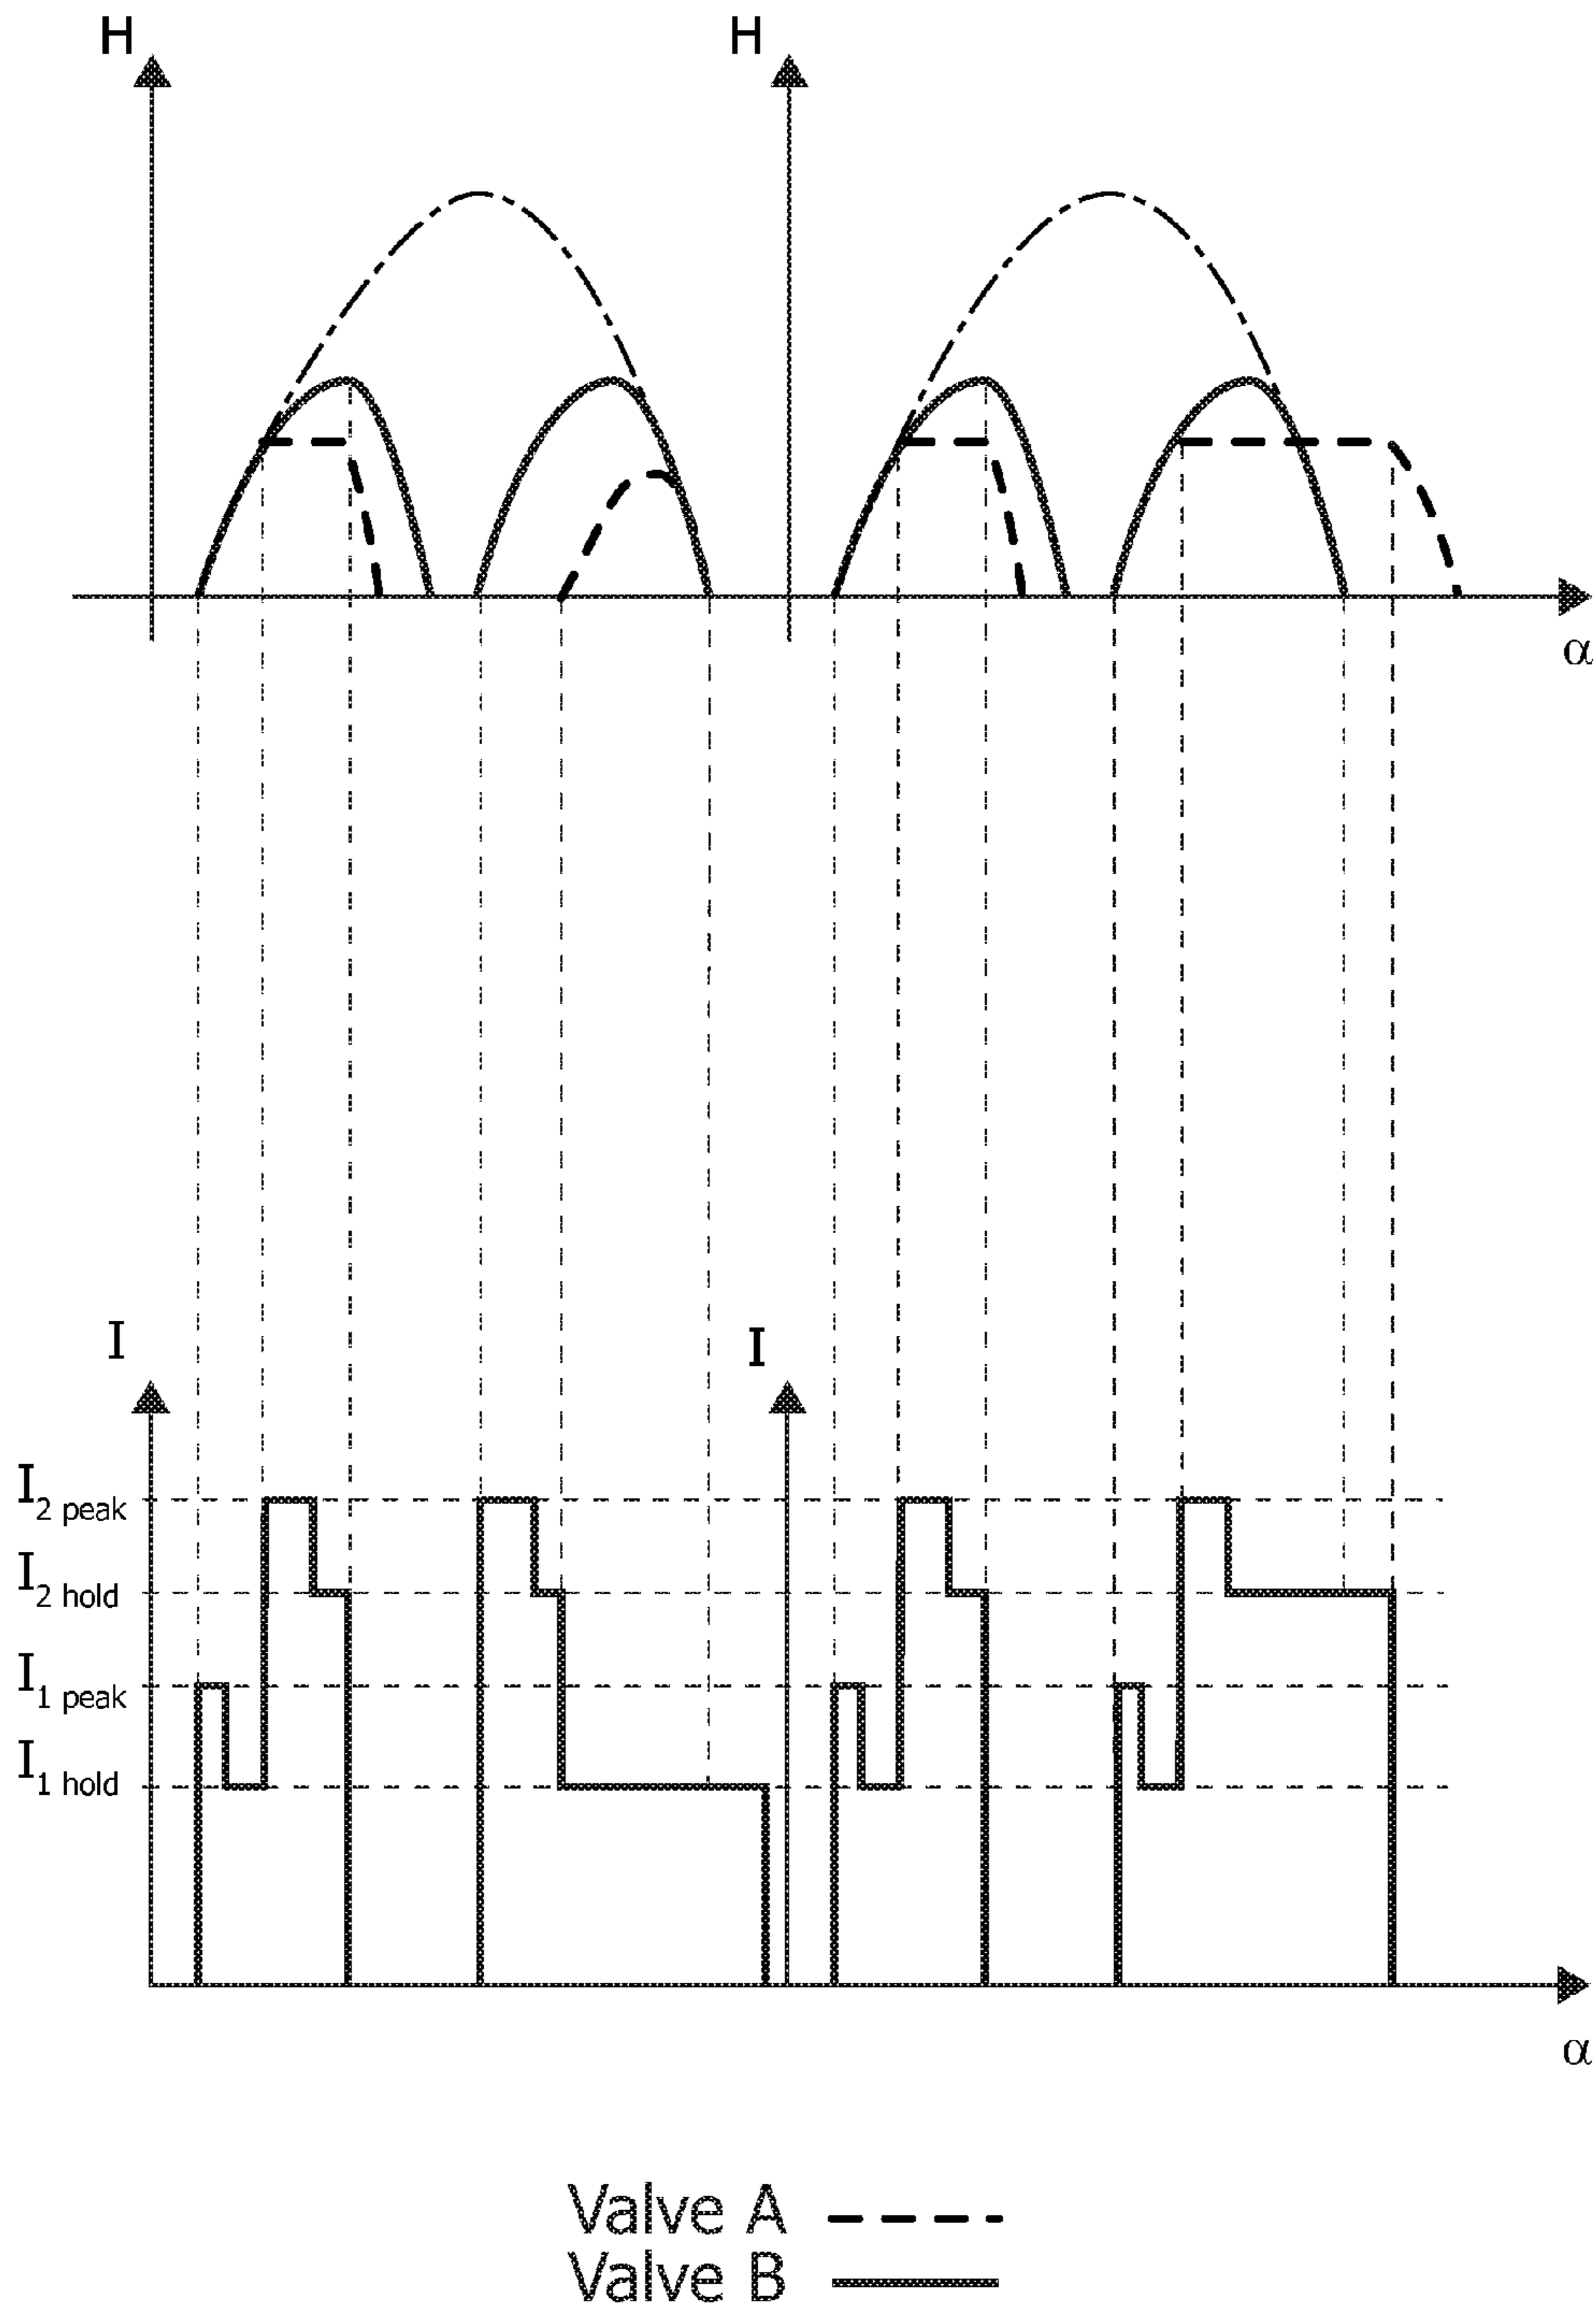 H H
α
I I
I2 peak
I2 hold
I1 peak
I1 hold
α
Valve A
Valve B